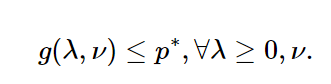 g(λ, ν) ≤ p*, ∀λ ≥ 0, ν.